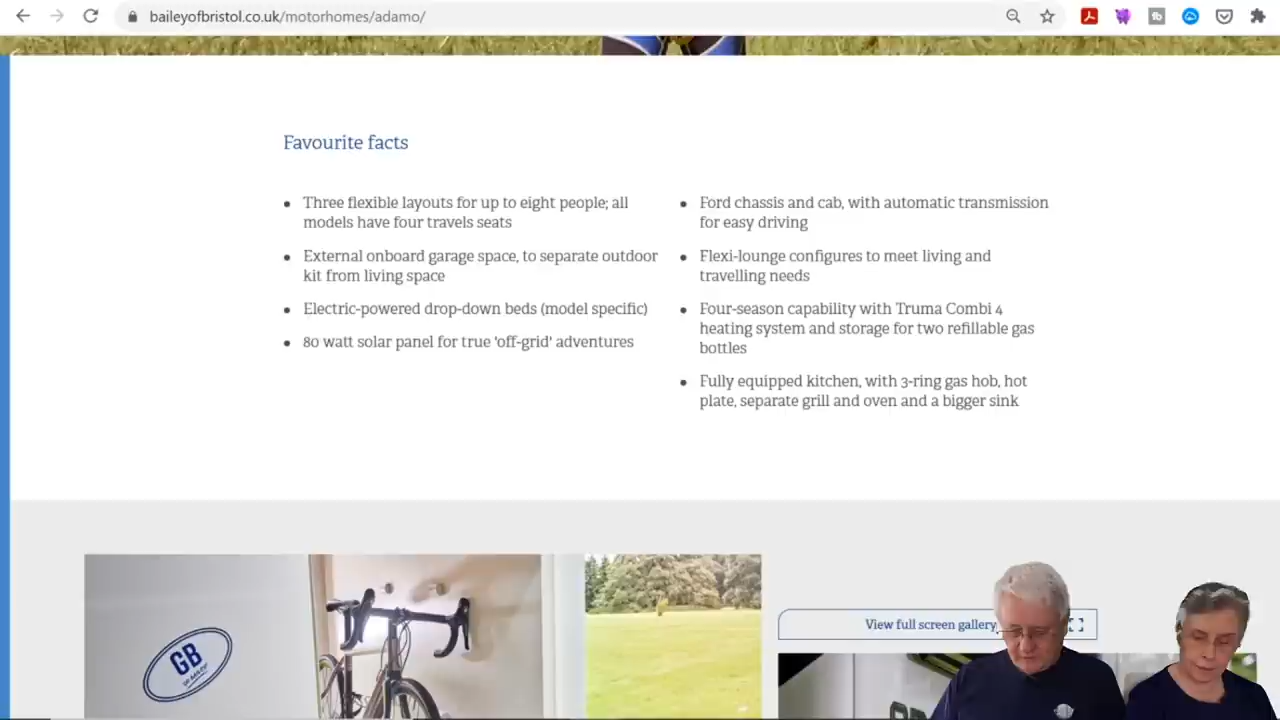 baileyofbristol.co.uk/motorhomes/adamo/
Favourite facts
Three flexible layouts for up to eight people; all
models have four travels seats
External onboard garage space, to separate outdoor
kit from living space
Electric-powered drop-down beds (model specific)
80 watt solar panel for true 'off-grid' adventures
Ford chassis and cab, with automatic transmission
for easy driving
Flexi-lounge configures to meet living and
travelling needs
Four-season capability with Truma Combi 4
heating system and storage for two refillable gas
bottles
Fully equipped kitchen, with 3-ring gas hob, hot
plate, separate grill and oven and a bigger sink
GB
View full screen gallery